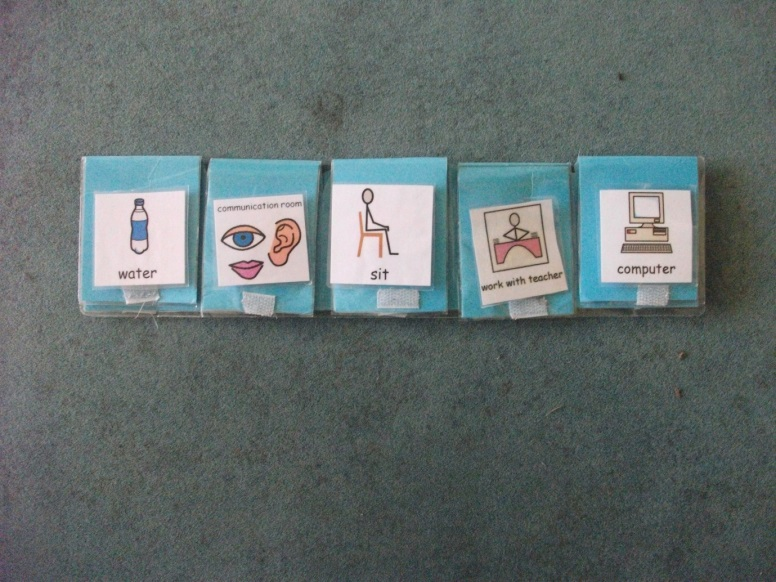 water
communication room
sit
work with teacher
computer